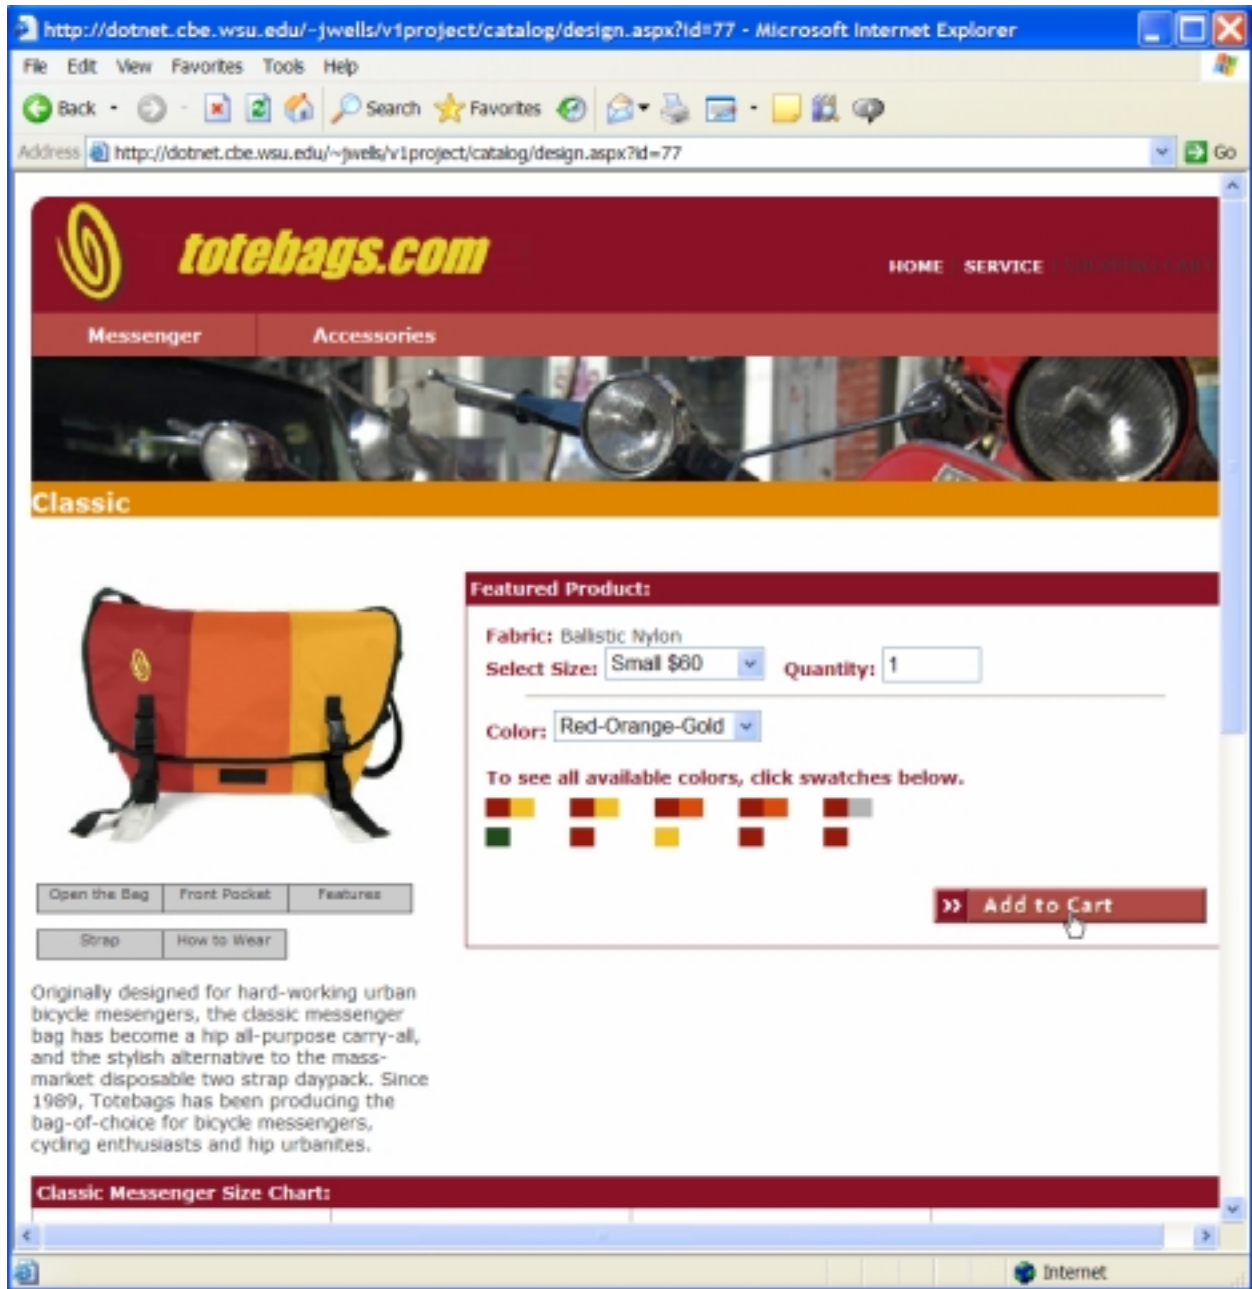 http://dotnet.cbe.wsu.edu/~jwells/v1project/catalog/design.aspx?id=77 - Microsoft Internet Explorer
File Edit View Favorites Tools Help
Back Search Favorites
Address http://dotnet.cbe.wsu.edu/~jwells/v1project/catalog/design.aspx?id=77 Go
totebags.com
HOME | SERVICE | SHOPPING CART
Messenger Accessories
Classic
Featured Product:
Fabric: Ballistic Nylon
Select Size: Small $60 Quantity: 1
Color: Red-Orange-Gold
To see all available colors, click swatches below.
>> Add to Cart
Open the Bag Front Pocket Features
Strap How to Wear
Originally designed for hard-working urban
bicycle mesengers, the classic messenger
bag has become a hip all-purpose carry-all,
and the stylish alternative to the mass-
market disposable two strap daypack. Since
1989, Totebags has been producing the
bag-of-choice for bicycle messengers,
cycling enthusiasts and hip urbanites.
Classic Messenger Size Chart:
Internet